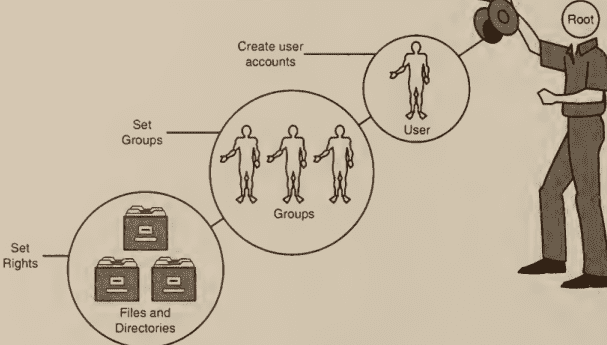 Root
Create user
accounts
User
Set
Groups
Groups
Set
Rights
Files and
Directories